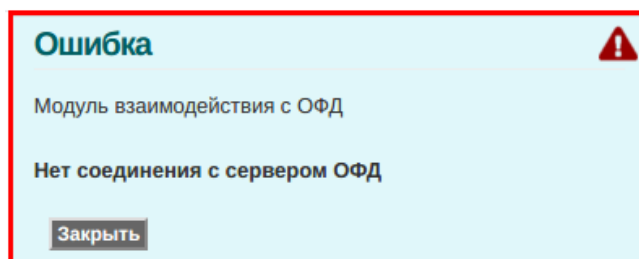 Ошибка
Модуль взаимодействия с ОФД
Нет соединения с сервером ОФД
Закрыть